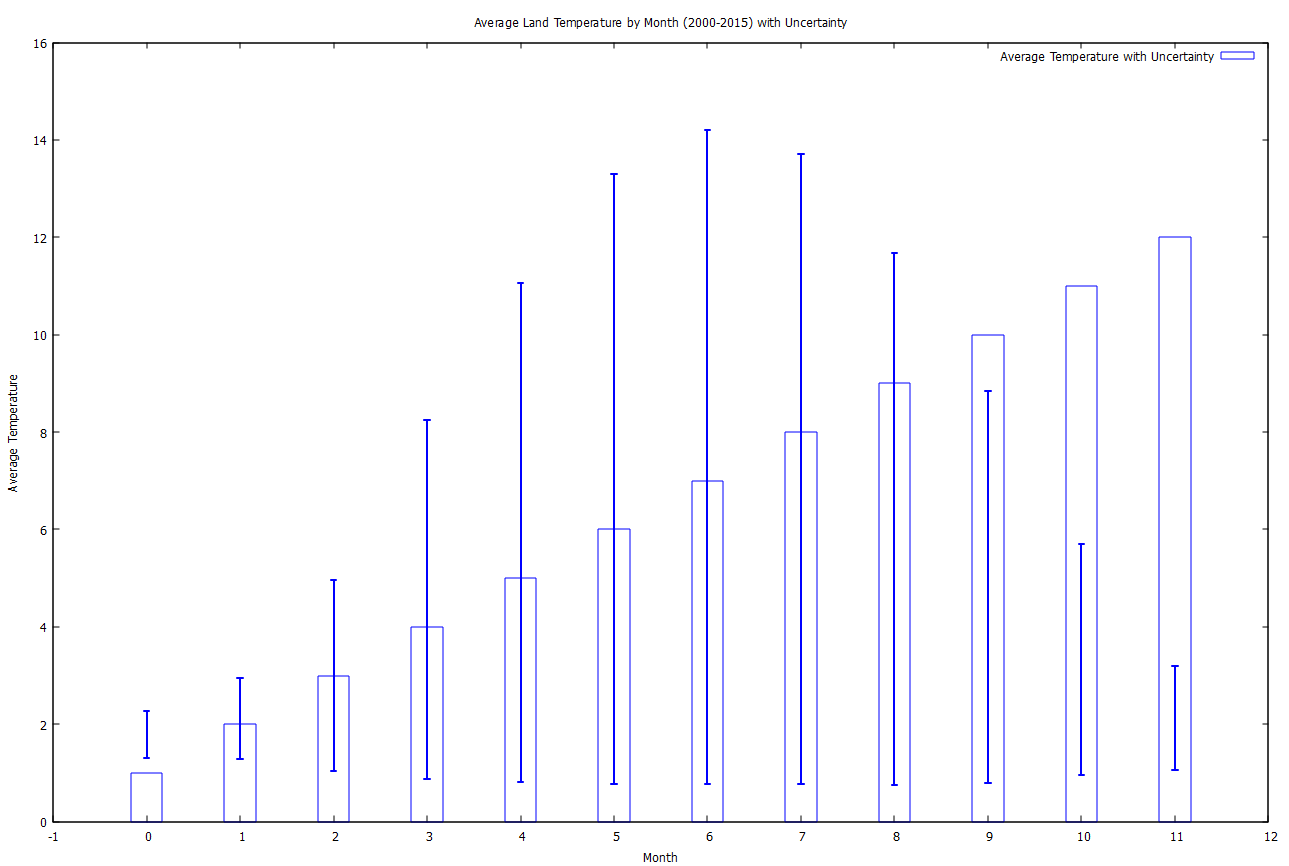 Average Land Temperature by Month (2000-2015) with Uncertainty
Average Temperature with Uncertainty
16
14
12
10
8
6
4
2
0
Average Temperature
-1 0 1 2 3 4 5 6 7 8 9 10 11 12
Month